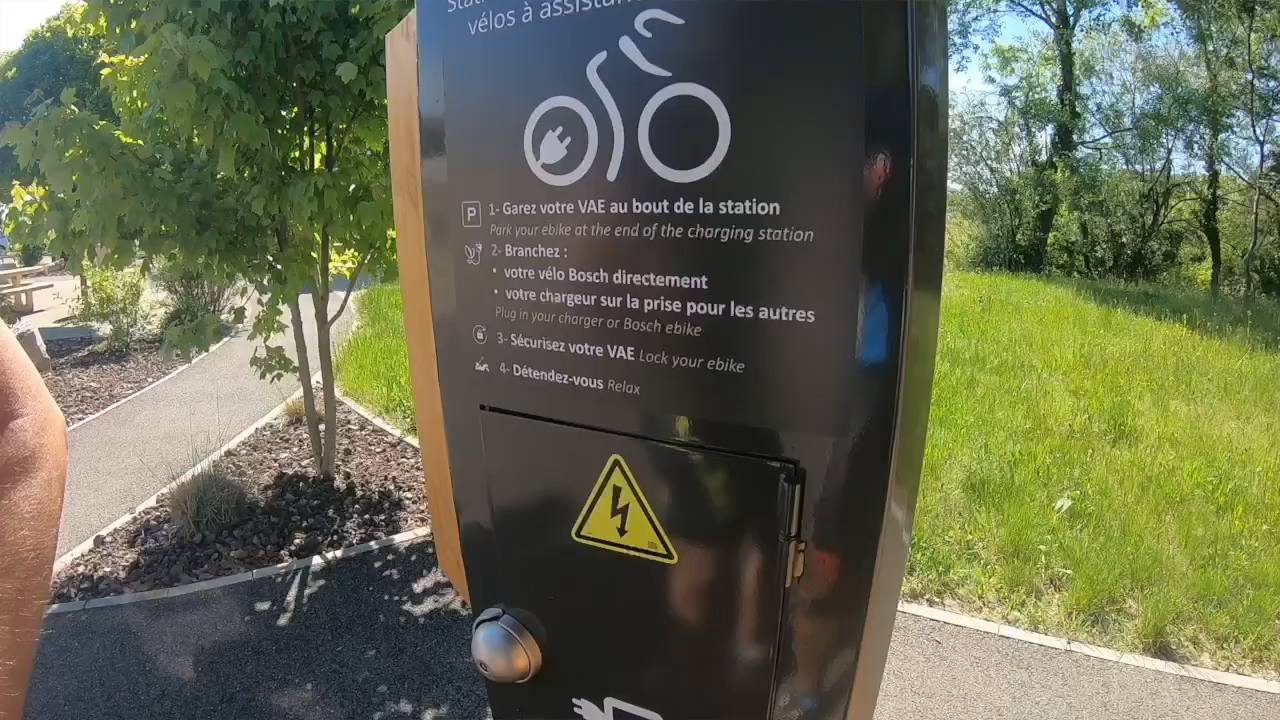 vélos à
P
1- Garez votre VAE au bout de la station
Park your ebike at the end of the charging station
2- Branchez :
• votre vélo Bosch directement
• votre chargeur sur la prise pour les autres
Plug in your charger or Bosch ebike
3- Sécurisez votre VAE Lock your ebike
4- Détendez-vous Relax